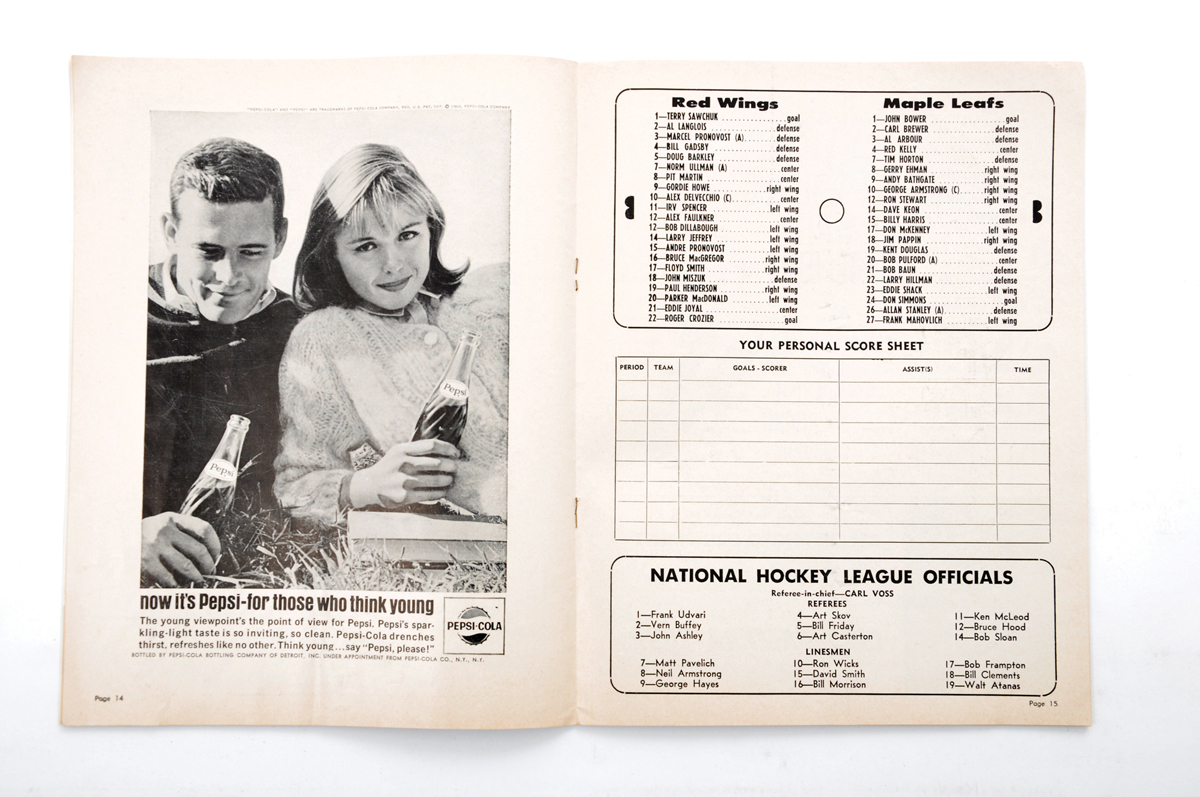 "PEPSI-COLA" AND "PEPSI" ARE TRADEMARKS OF PEPSI-COLA COMPANY, REG. U.S. PAT. OFF. © PEPSI-COLA COMPANY
Pepsi
Pepsi
now it's Pepsi-for those who think young
The young viewpoint's the point of view for Pepsi. Pepsi's spar-
kling-light taste is so inviting, so clean. Pepsi-Cola drenches
thirst, refreshes like no other. Think young...say "Pepsi, please!"
PEPSI-COLA
BOTTLED BY PEPSI-COLA BOTTLING COMPANY OF DETROIT, INC. UNDER APPOINTMENT FROM PEPSI-COLA CO., N.Y., N.Y.
Page 14
Red Wings
1—TERRY SAWCHUK goal
2—AL LANGLOIS defense
3—MARCEL PRONOVOST (A) defense
4—BILL GADSBY defense
5—DOUG BARKLEY defense
7—NORM ULLMAN (A) center
8—PIT MARTIN center
9—GORDIE HOWE right wing
10—ALEX DELVECCHIO (C) center
11—IRV SPENCER left wing
12—ALEX FAULKNER center
12—BOB DILLABOUGH left wing
14—LARRY JEFFREY left wing
15—ANDRE PRONOVOST left wing
16—BRUCE MacGREGOR right wing
17—FLOYD SMITH right wing
18—JOHN MISZUK defense
19—PAUL HENDERSON right wing
20—PARKER MacDONALD left wing
21—EDDIE JOYAL center
22—ROGER CROZIER goal
Maple Leafs
1—JOHN BOWER goal
2—CARL BREWER defense
3—AL ARBOUR defense
4—RED KELLY center
7—TIM HORTON defense
8—GERRY EHMAN right wing
9—ANDY BATHGATE right wing
10—GEORGE ARMSTRONG (C) right wing
12—RON STEWART right wing
14—DAVE KEON center
15—BILLY HARRIS center
17—DON McKENNEY left wing
18—JIM PAPPIN right wing
19—KENT DOUGLAS defense
20—BOB PULFORD (A) center
21—BOB BAUN defense
22—LARRY HILLMAN defense
23—EDDIE SHACK left wing
24—DON SIMMONS goal
26—ALLAN STANLEY (A) defense
27—FRANK MAHOVLICH left wing
YOUR PERSONAL SCORE SHEET
PERIOD TEAM GOALS - SCORER ASSIST(S) TIME
NATIONAL HOCKEY LEAGUE OFFICIALS
Referee-in-chief—CARL VOSS
REFEREES
1—Frank Udvari
2—Vern Buffey
3—John Ashley
4—Art Skov
5—Bill Friday
6—Art Casterton
11—Ken McLeod
12—Bruce Hood
14—Bob Sloan
LINESMEN
7—Matt Pavelich
8—Neil Armstrong
9—George Hayes
10—Ron Wicks
15—David Smith
16—Bill Morrison
17—Bob Frampton
18—Bill Clements
19—Walt Atanas
Page 15